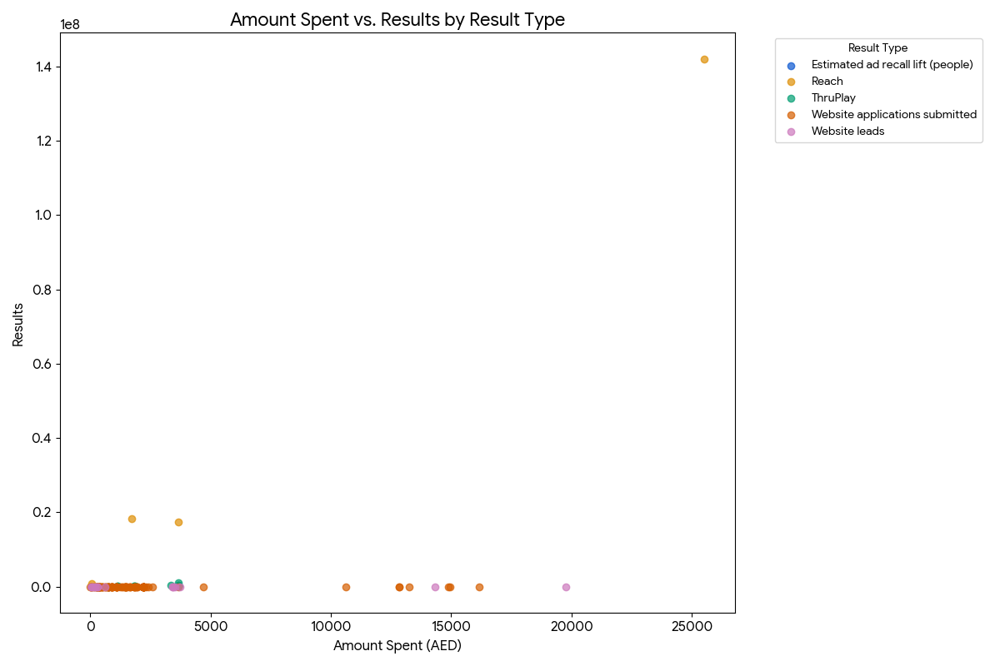 Amount Spent vs. Results by Result Type
1e8
1.4
1.2
1.0
0.8
0.6
0.4
0.2
0.0
Results
0 5000 10000 15000 20000 25000
Amount Spent (AED)
Result Type
Estimated ad recall lift (people)
Reach
ThruPlay
Website applications submitted
Website leads